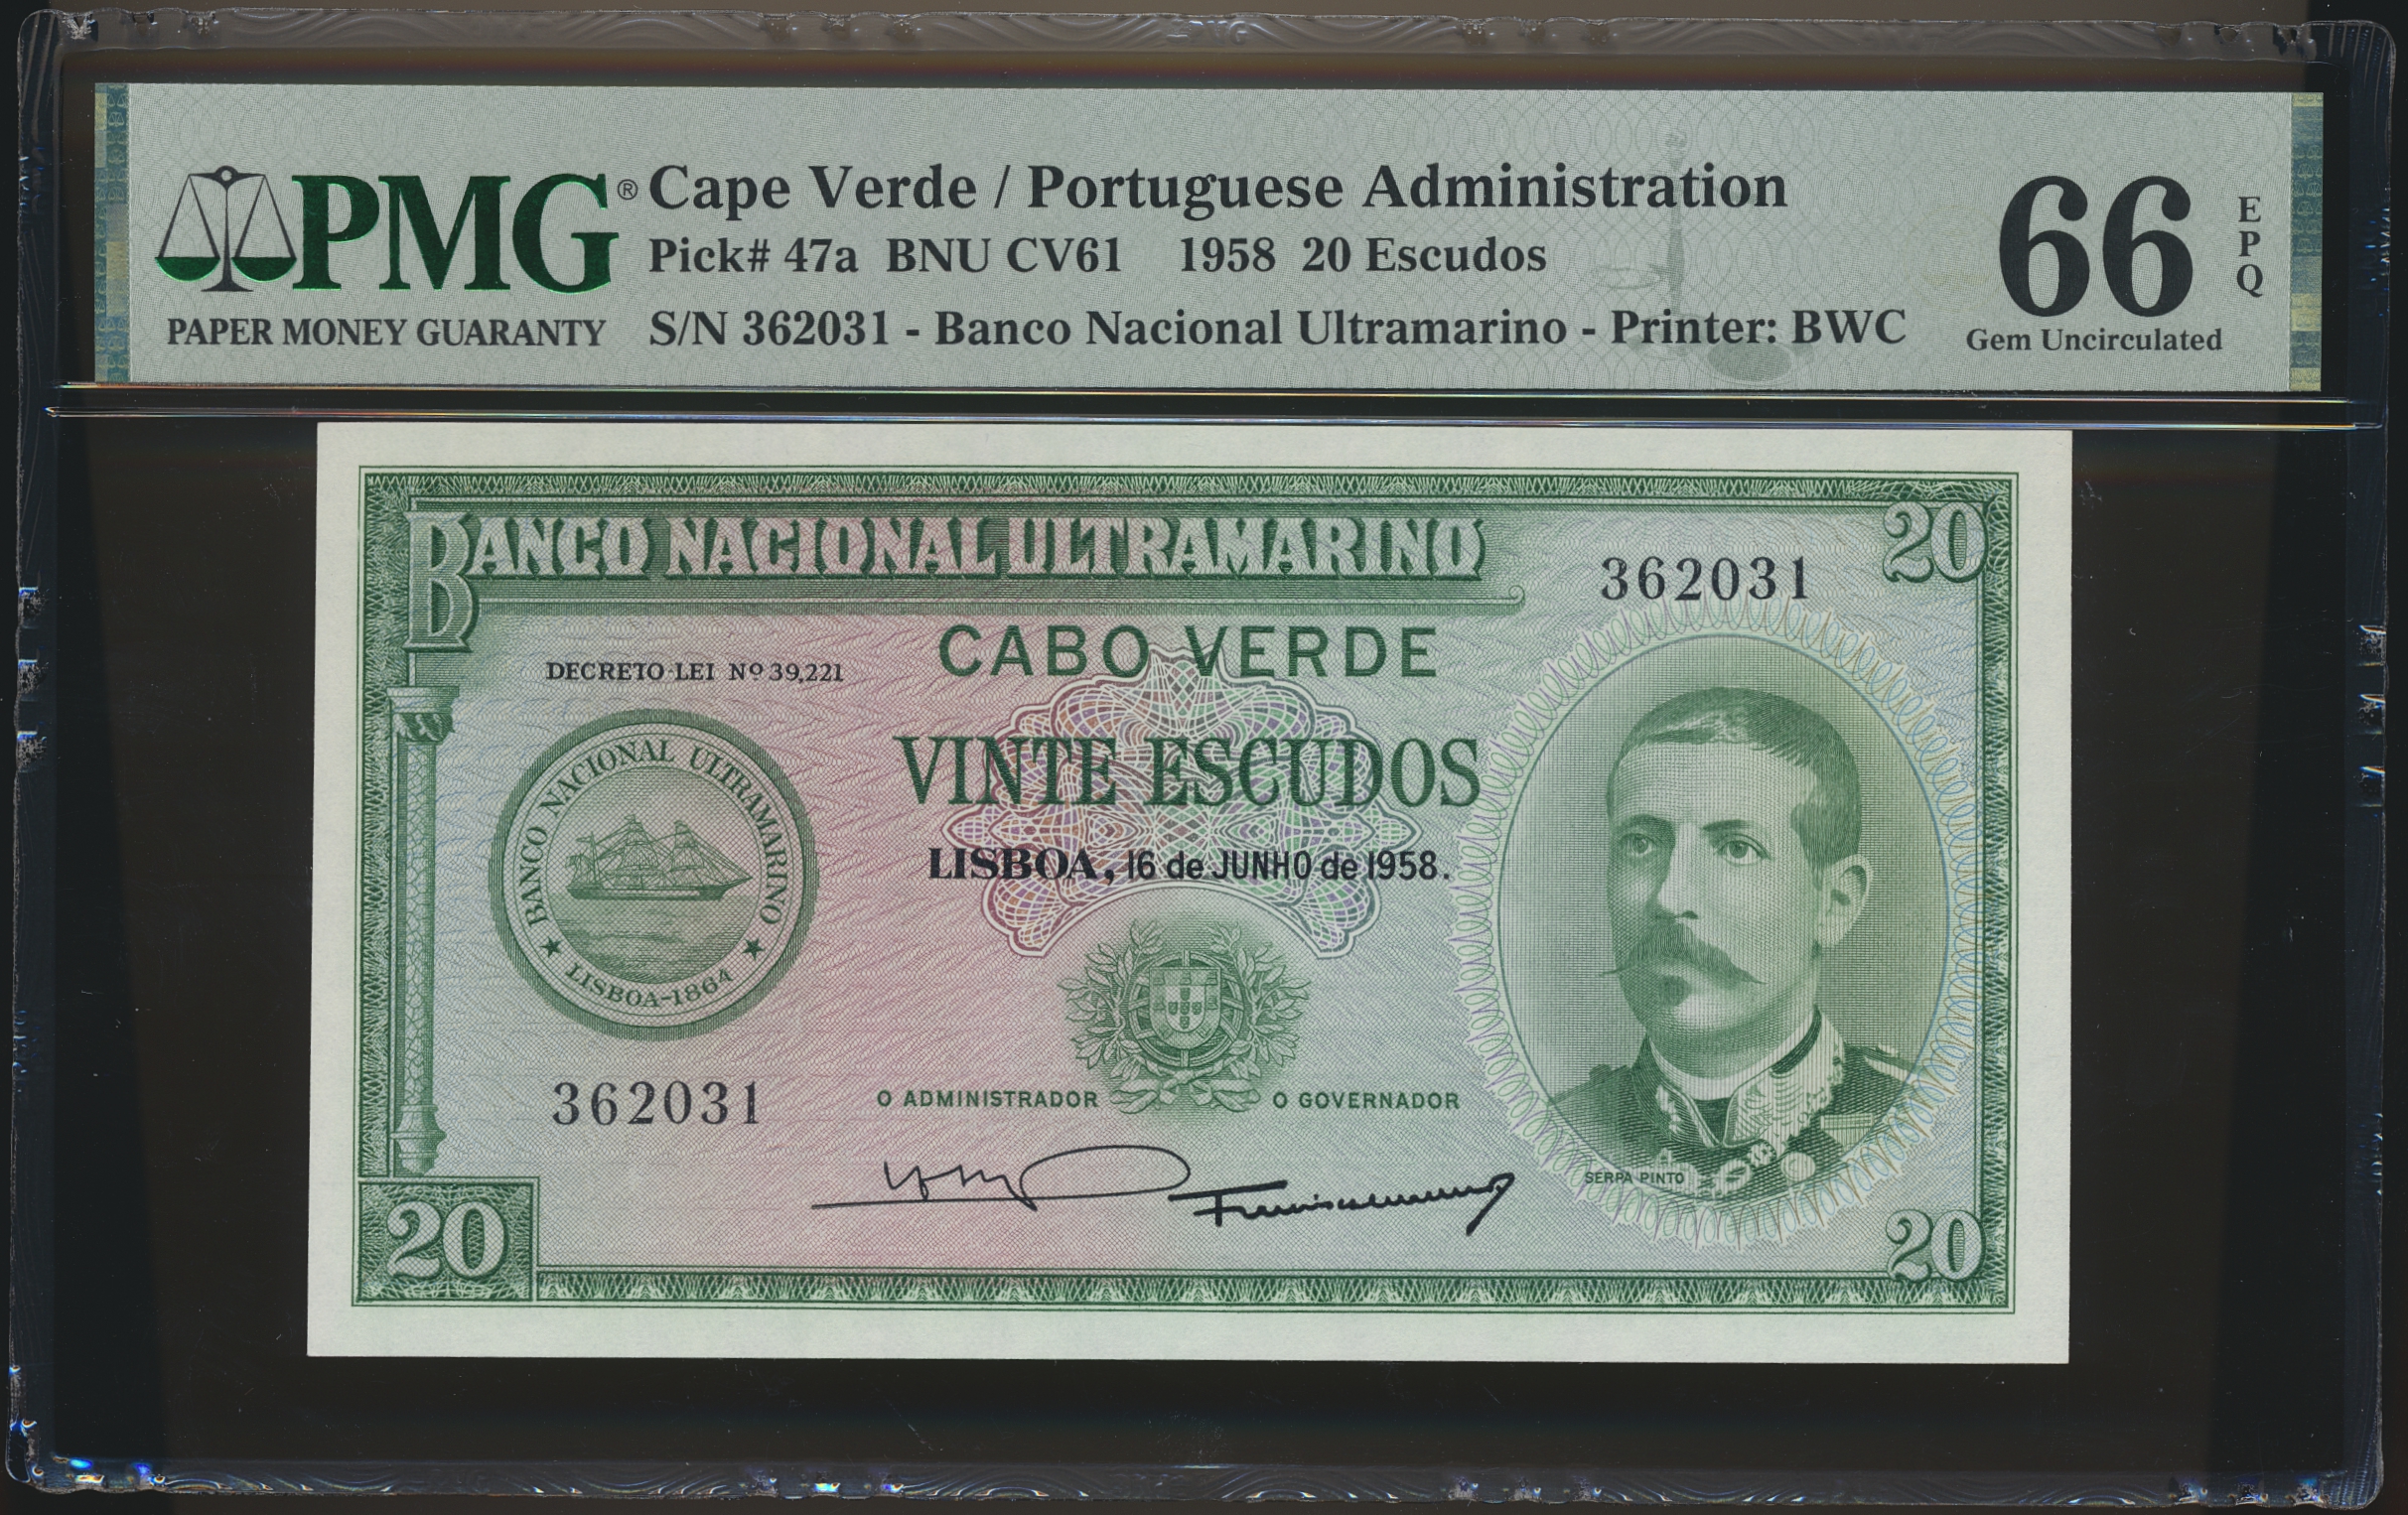 PMG®
PAPER MONEY GUARANTY
Cape Verde / Portuguese Administration
Pick# 47a BNU CV61 1958 20 Escudos
S/N 362031 - Banco Nacional Ultramarino - Printer: BWC
66
EPQ
Gem Uncirculated
BANCO NACIONAL ULTRAMARINO
20
362031
CABO VERDE
DECRETO-LEI Nº 39,221
VINTE ESCUDOS
BANCO NACIONAL ULTRAMARINO
LISBOA-1864
LISBOA, 16 de JUNHO de 1958.
362031
O ADMINISTRADOR
O GOVERNADOR
SERPA PINTO
20
20